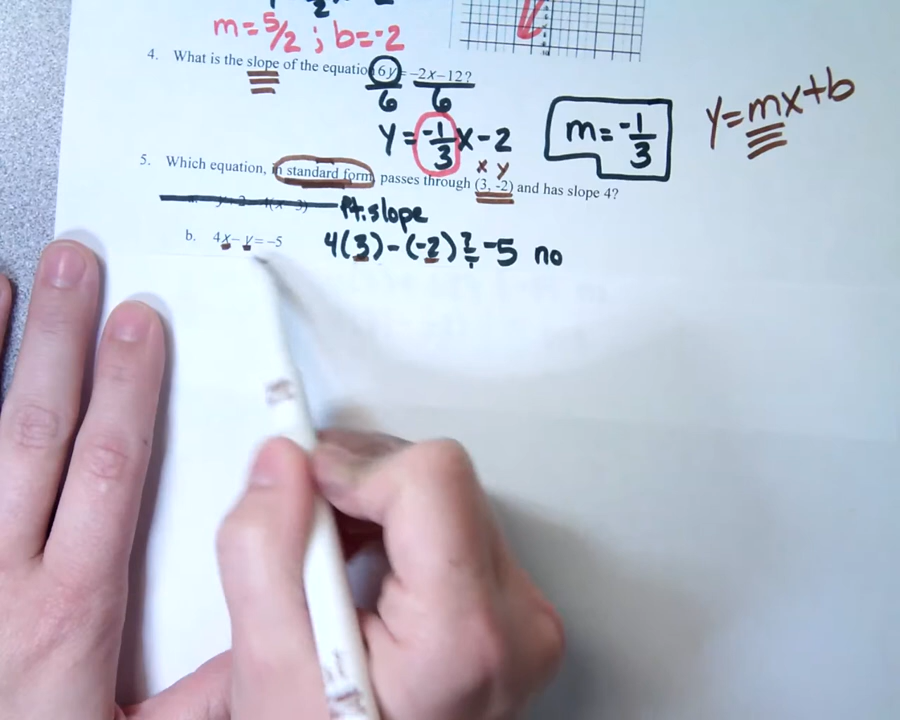 m = 5/2 ; b = -2
4. What is the slope of the equation 6y = -2x - 12?
6 6
y = -1/3 x - 2
m = -1/3
y = mx + b
x y
5. Which equation, in standard form, passes through (3, -2) and has slope 4?
Pt. slope
b. 4x - y = -5 4(3) - (-2) ?= -5 no